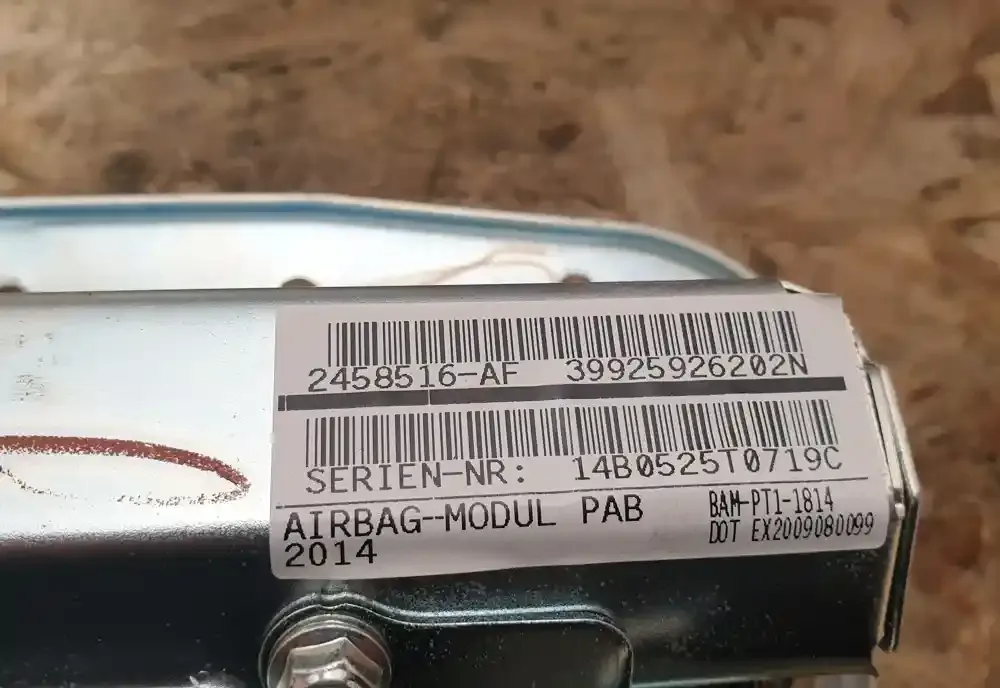 2458516-AF 39925926202N
SERIEN-NR: 14B0525T0719C
AIRBAG-MODUL PAB
2014
BAM-PT1-1814
DOT EX2009080099